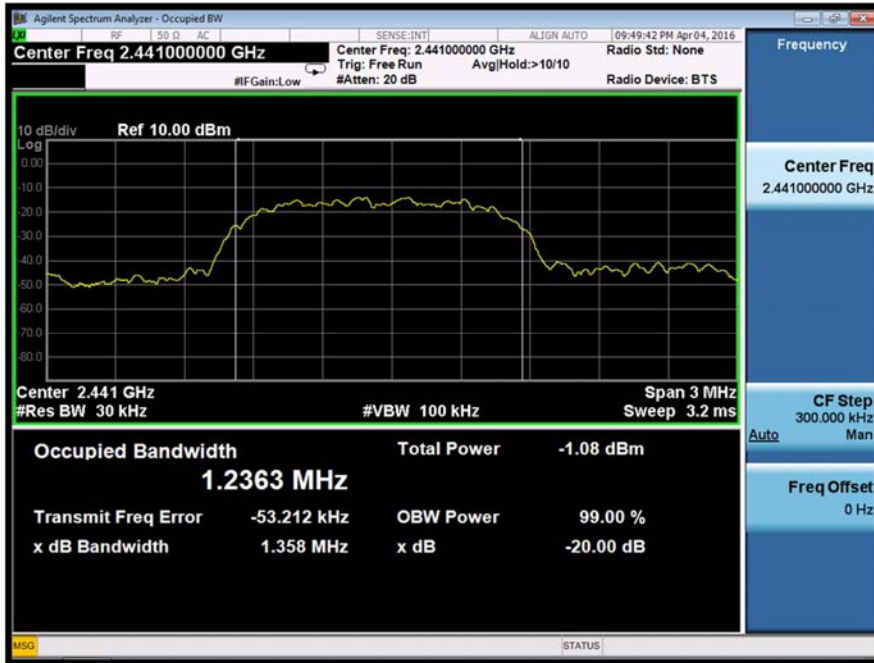 Agilent Spectrum Analyzer - Occupied BW
LXI RF 50 Ω AC SENSE:INT ALIGN AUTO 09:49:42 PM Apr 04, 2016
Center Freq 2.441000000 GHz
Center Freq: 2.441000000 GHz
Radio Std: None
Trig: Free Run
Avg|Hold:>10/10
#IFGain:Low
#Atten: 20 dB
Radio Device: BTS
10 dB/div Ref 10.00 dBm
Log
0.00
-10.0
-20.0
-30.0
-40.0
-50.0
-60.0
-70.0
-80.0
Center 2.441 GHz
Span 3 MHz
#Res BW 30 kHz
#VBW 100 kHz
Sweep 3.2 ms
Occupied Bandwidth
1.2363 MHz
Total Power -1.08 dBm
Transmit Freq Error -53.212 kHz
OBW Power 99.00 %
x dB Bandwidth 1.358 MHz
x dB -20.00 dB
Frequency
Center Freq
2.441000000 GHz
CF Step
300.000 kHz
Auto Man
Freq Offset
0 Hz
MSG STATUS